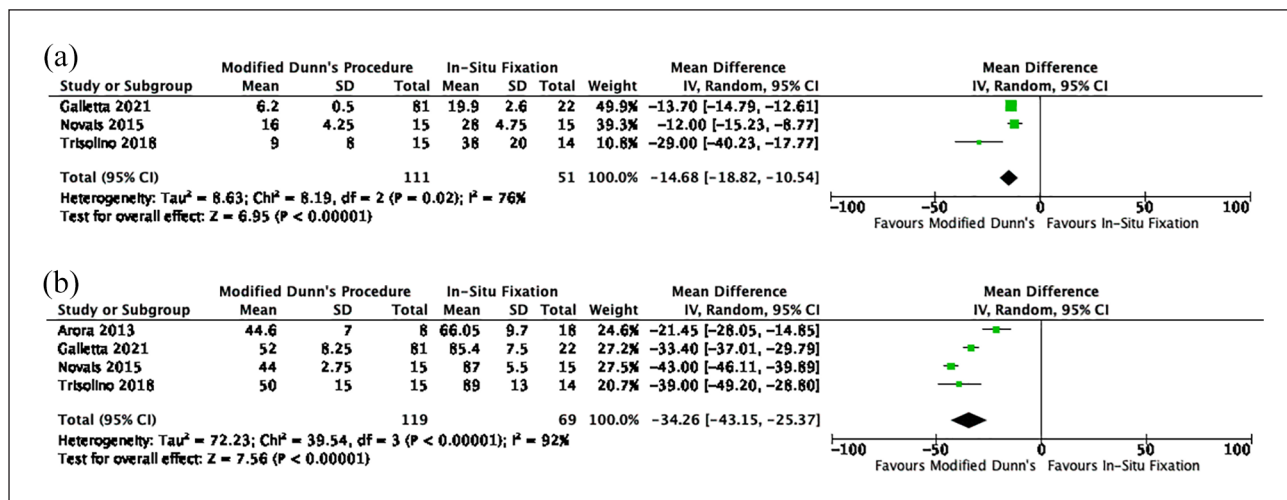 (a)
Modified Dunn's Procedure In-Situ Fixation Mean Difference Mean Difference
Study or Subgroup Mean SD Total Mean SD Total Weight IV, Random, 95% CI IV, Random, 95% CI
Galletta 2021 6.2 0.5 81 19.9 2.6 22 49.9% −13.70 [−14.79, −12.61]
Novais 2015 16 4.25 15 28 4.75 15 39.3% −12.00 [−15.23, −8.77]
Trisolino 2018 9 8 15 38 20 14 10.8% −29.00 [−40.23, −17.77]
Total (95% CI) 111 51 100.0% −14.68 [−18.82, −10.54]
Heterogeneity: Tau² = 8.63; Chi² = 8.19, df = 2 (P = 0.02); I² = 76%
Test for overall effect: Z = 6.95 (P < 0.00001)
−100 −50 0 50 100
Favours Modified Dunn's Favours In-Situ Fixation
(b)
Modified Dunn's Procedure In-Situ Fixation Mean Difference Mean Difference
Study or Subgroup Mean SD Total Mean SD Total Weight IV, Random, 95% CI IV, Random, 95% CI
Arora 2013 44.6 7 8 66.05 9.7 18 24.6% −21.45 [−28.05, −14.85]
Galletta 2021 52 8.25 81 85.4 7.5 22 27.2% −33.40 [−37.01, −29.79]
Novais 2015 44 2.75 15 87 5.5 15 27.5% −43.00 [−46.11, −39.89]
Trisolino 2018 50 15 15 89 13 14 20.7% −39.00 [−49.20, −28.80]
Total (95% CI) 119 69 100.0% −34.26 [−43.15, −25.37]
Heterogeneity: Tau² = 72.23; Chi² = 39.54, df = 3 (P < 0.00001); I² = 92%
Test for overall effect: Z = 7.56 (P < 0.00001)
−100 −50 0 50 100
Favours Modified Dunn's Favours In-Situ Fixation